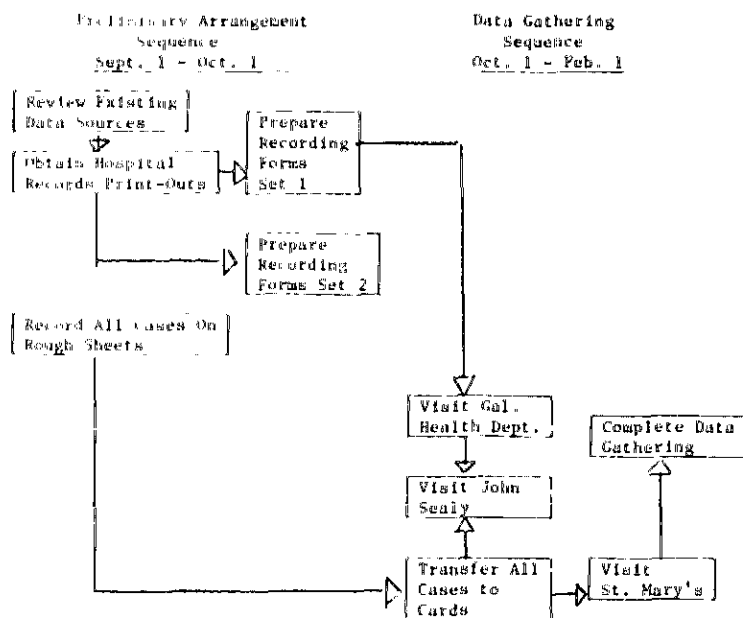 Preliminary Arrangement
Sequence
Sept. 1 - Oct. 1
Data Gathering
Sequence
Oct. 1 - Feb. 1
Review Existing
Data Sources
Obtain Hospital
Records Print-Outs
Prepare
Recording
Forms
Set 1
Prepare
Recording
Forms Set 2
Record All Cases On
Rough Sheets
Visit Gal.
Health Dept.
Complete Data
Gathering
Visit John
Sealy
Transfer All
Cases to
Cards
Visit
St. Mary's